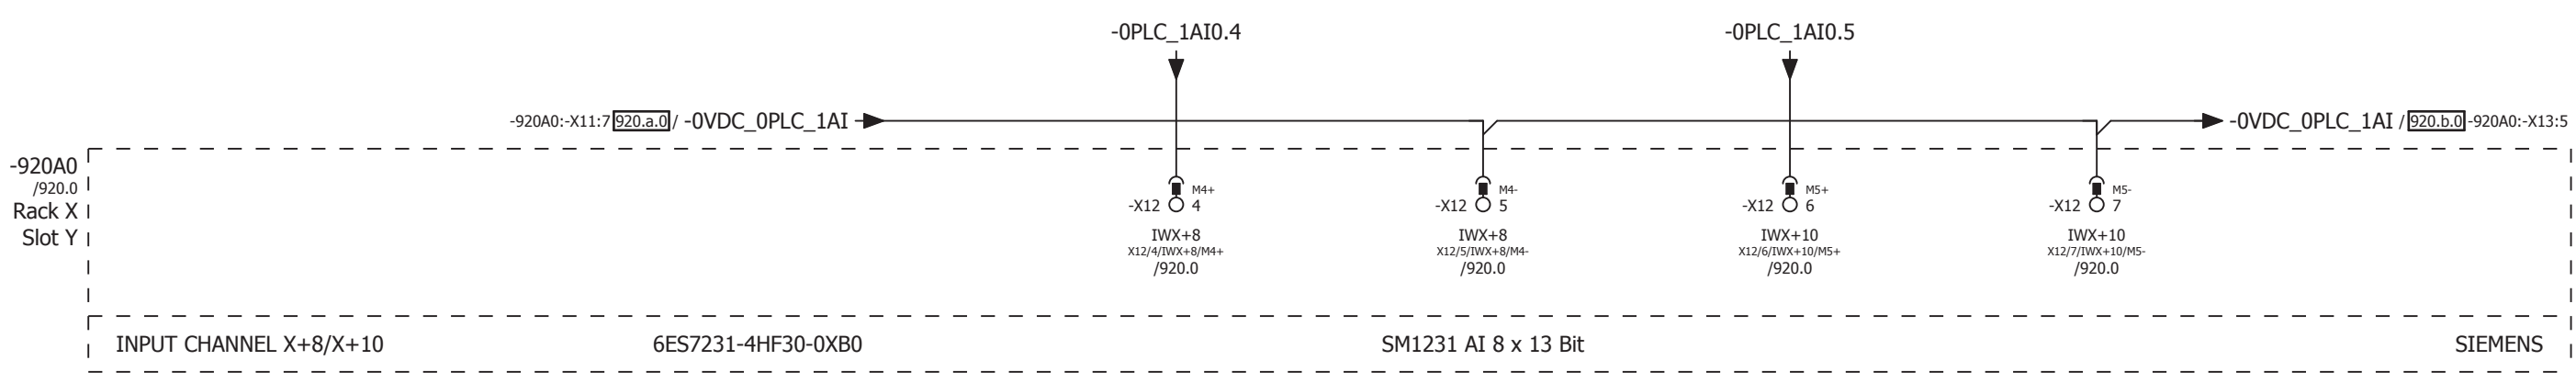 -0PLC_1AI0.4
-0PLC_1AI0.5
-920A0:-X11:7 920.a.0 / -0VDC_0PLC_1AI
-0VDC_0PLC_1AI / 920.b.0 -920A0:-X13:5
-920A0
/920.0
Rack X
Slot Y
M4+
-X12 4
IWX+8
X12/4/IWX+8/M4+
/920.0
M4-
-X12 5
IWX+8
X12/5/IWX+8/M4-
/920.0
M5+
-X12 6
IWX+10
X12/6/IWX+10/M5+
/920.0
M5-
-X12 7
IWX+10
X12/7/IWX+10/M5-
/920.0
INPUT CHANNEL X+8/X+10
6ES7231-4HF30-0XB0
SM1231 AI 8 x 13 Bit
SIEMENS